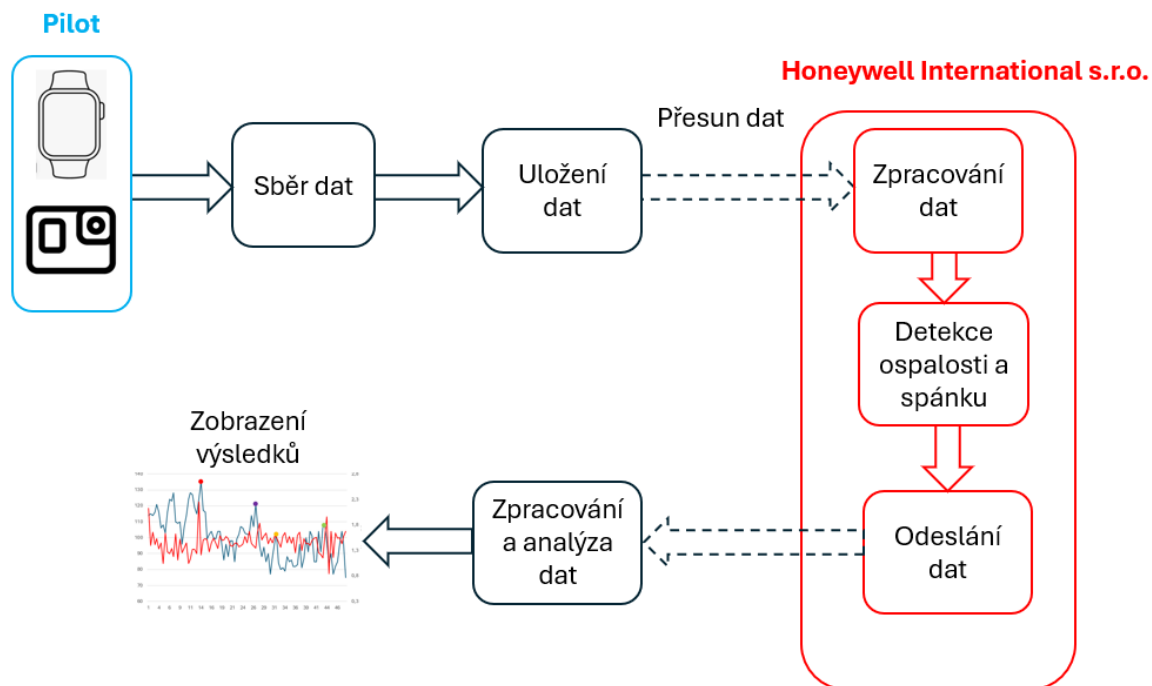 Pilot
Honeywell International s.r.o.
Přesun dat
Sběr dat
Uložení
dat
Zpracování
dat
Detekce
ospalosti a
spánku
Zobrazení
výsledků
Zpracování
a analýza
dat
Odeslání
dat